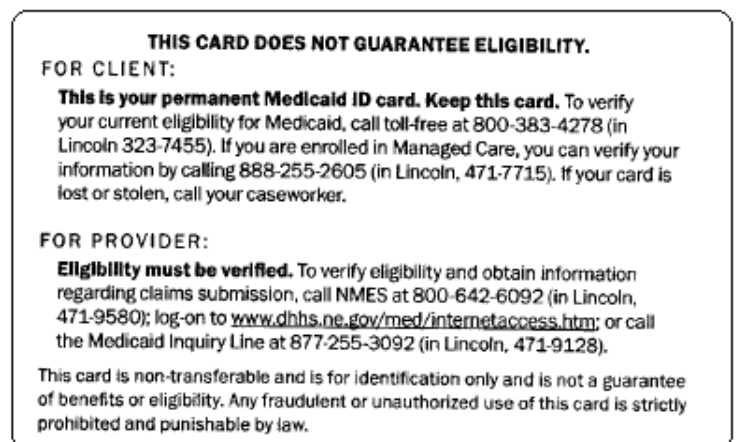 THIS CARD DOES NOT GUARANTEE ELIGIBILITY.
FOR CLIENT:
This is your permanent Medicaid ID card. Keep this card. To verify
your current eligibility for Medicaid, call toll-free at 800-383-4278 (in
Lincoln 323-7455). If you are enrolled in Managed Care, you can verify your
information by calling 888-255-2605 (in Lincoln, 471-7715). If your card is
lost or stolen, call your caseworker.
FOR PROVIDER:
Eligibility must be verified. To verify eligibility and obtain information
regarding claims submission, call NMES at 800-642-6092 (in Lincoln,
471-9580); log-on to www.dhhs.ne.gov/med/internetaccess.htm; or call
the Medicaid Inquiry Line at 877-255-3092 (in Lincoln, 471-9128).
This card is non-transferable and is for identification only and is not a guarantee
of benefits or eligibility. Any fraudulent or unauthorized use of this card is strictly
prohibited and punishable by law.